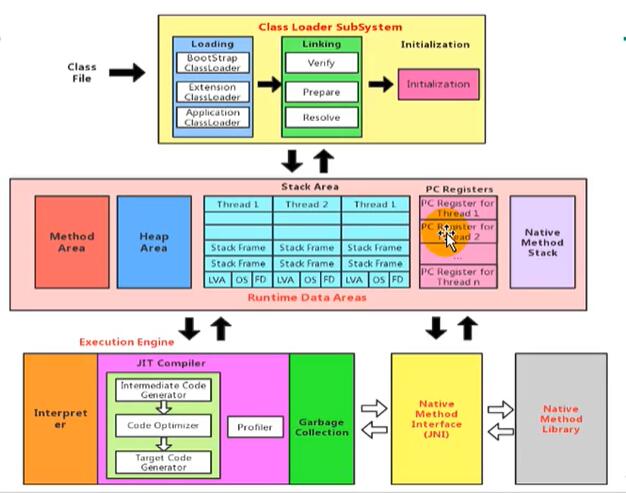 Class Loader SubSystem
Loading
Linking
Initialization
Class
File
BootStrap
ClassLoader
Extension
ClassLoader
Application
ClassLoader
Verify
Prepare
Resolve
Initialization
Stack Area
PC Registers
Method
Area
Heap
Area
Thread 1
Thread 2
Thread 1
Stack Frame
Stack Frame
Stack Frame
Stack Frame
Stack Frame
Stack Frame
LVA
OS
FD
LVA
OS
FD
LVA
OS
FD
PC Register for
Thread 1
PC Register for
2
...
PC Register for
Thread n
Native
Method
Stack
Runtime Data Areas
Execution Engine
JIT Compiler
Interpret
er
Intermediate Code
Generator
Code Optimizer
Target Code
Generator
Profiler
Garbage
Collection
Native
Method
Interface
(JNI)
Native
Method
Library